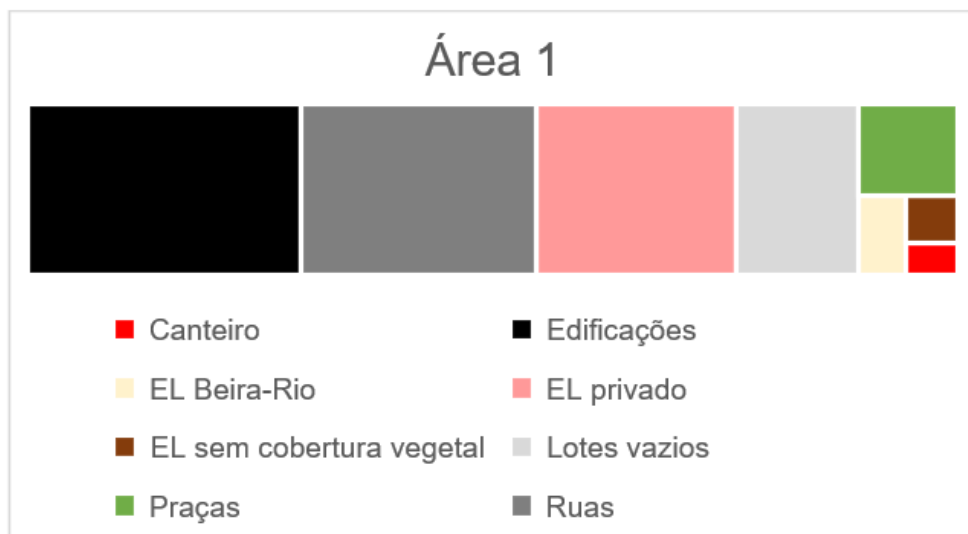 Área 1
Canteiro
Edificações
EL Beira-Rio
EL privado
EL sem cobertura vegetal
Lotes vazios
Praças
Ruas